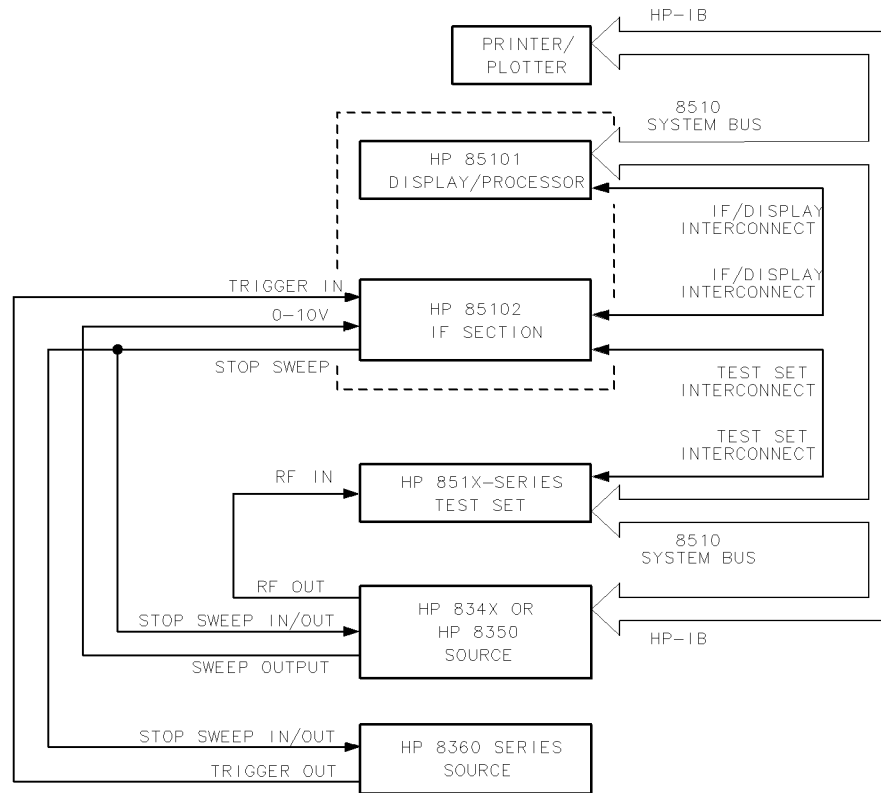 HP-IB
PRINTER/
PLOTTER
8510
SYSTEM BUS
HP 85101
DISPLAY/PROCESSOR
IF/DISPLAY
INTERCONNECT
IF/DISPLAY
INTERCONNECT
TRIGGER IN
0-10V
HP 85102
IF SECTION
STOP SWEEP
TEST SET
INTERCONNECT
TEST SET
INTERCONNECT
RF IN
HP 851X-SERIES
TEST SET
8510
SYSTEM BUS
RF OUT
HP 834X OR
HP 8350
SOURCE
STOP SWEEP IN/OUT
SWEEP OUTPUT
HP-IB
STOP SWEEP IN/OUT
HP 8360 SERIES
SOURCE
TRIGGER OUT